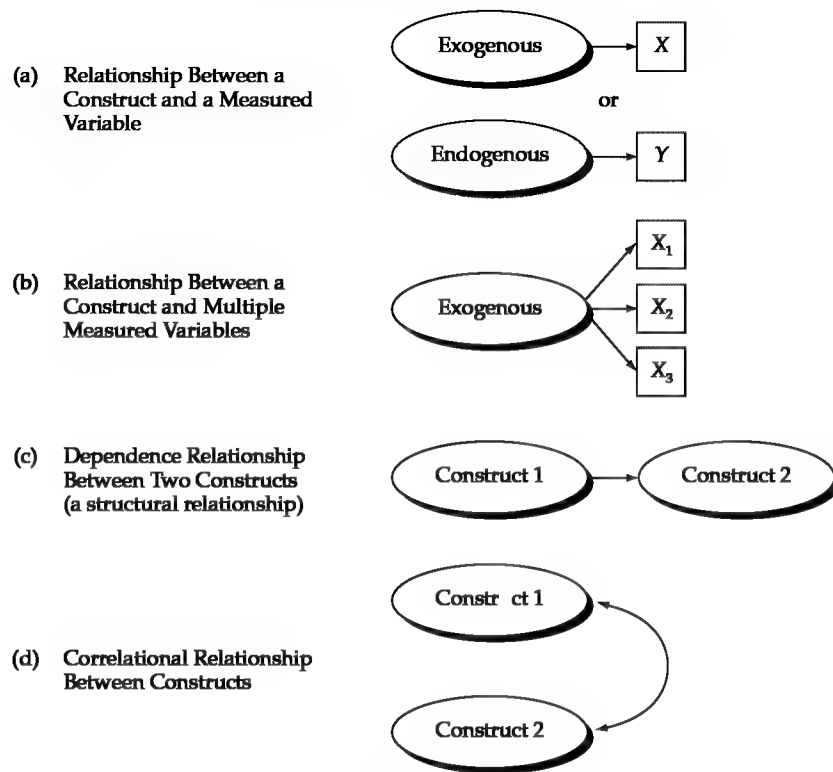 (a) Relationship Between a
Construct and a Measured
Variable
Exogenous
X
or
Endogenous
Y
(b) Relationship Between a
Construct and Multiple
Measured Variables
Exogenous
X1
X2
X3
(c) Dependence Relationship
Between Two Constructs
(a structural relationship)
Construct 1
Construct 2
(d) Correlational Relationship
Between Constructs
Constr ct 1
Construct 2